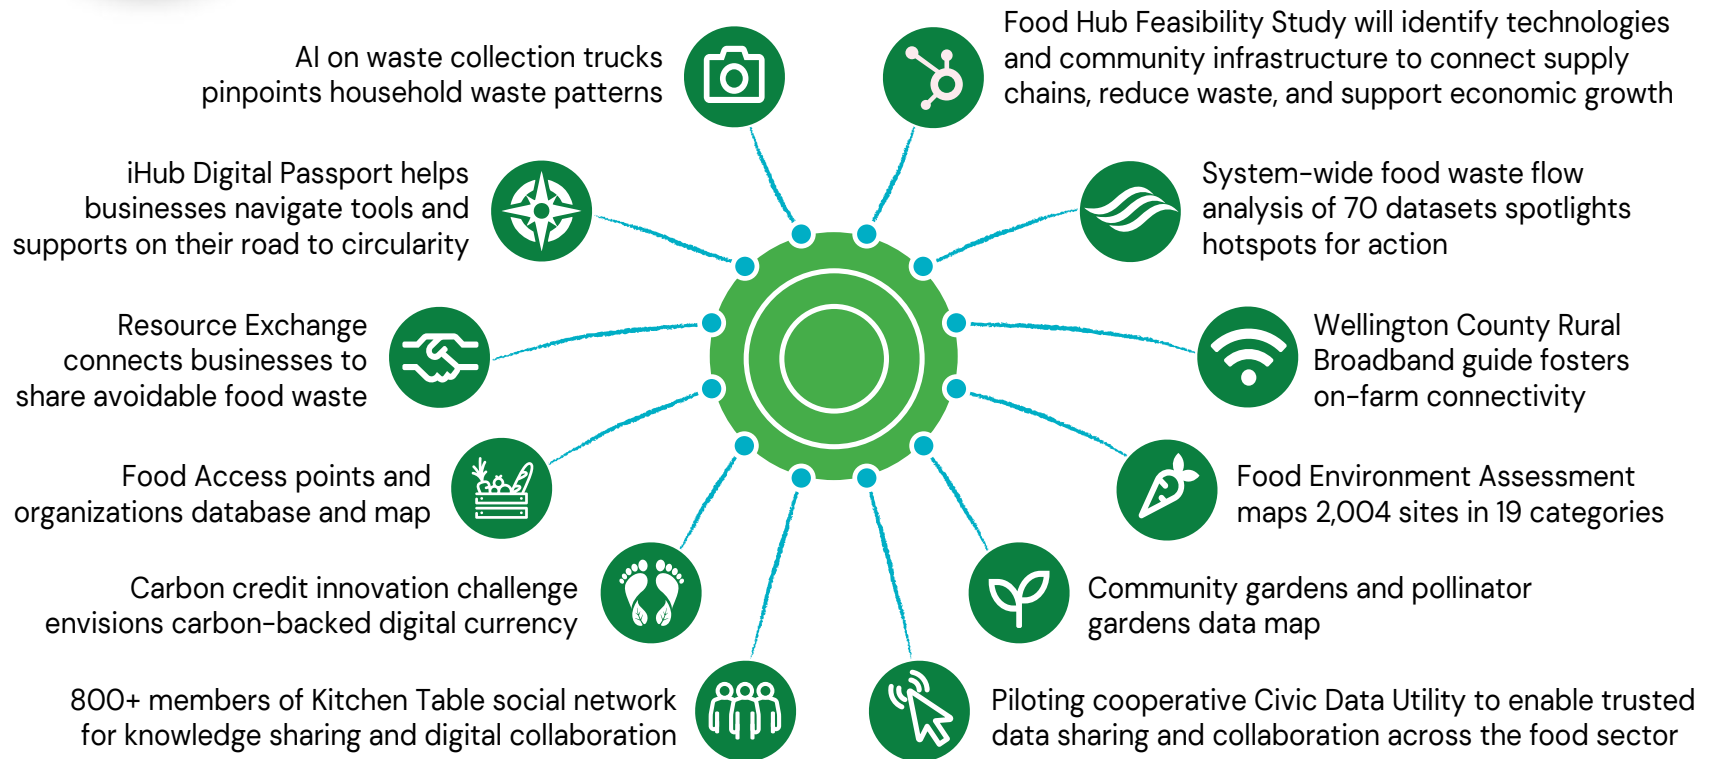 AI on waste collection trucks
pinpoints household waste patterns
Food Hub Feasibility Study will identify technologies
and community infrastructure to connect supply
chains, reduce waste, and support economic growth
iHub Digital Passport helps
businesses navigate tools and
supports on their road to circularity
System-wide food waste flow
analysis of 70 datasets spotlights
hotspots for action
Resource Exchange
connects businesses to
share avoidable food waste
Wellington County Rural
Broadband guide fosters
on-farm connectivity
Food Access points and
organizations database and map
Food Environment Assessment
maps 2,004 sites in 19 categories
Carbon credit innovation challenge
envisions carbon-backed digital currency
Community gardens and pollinator
gardens data map
800+ members of Kitchen Table social network
for knowledge sharing and digital collaboration
Piloting cooperative Civic Data Utility to enable trusted
data sharing and collaboration across the food sector